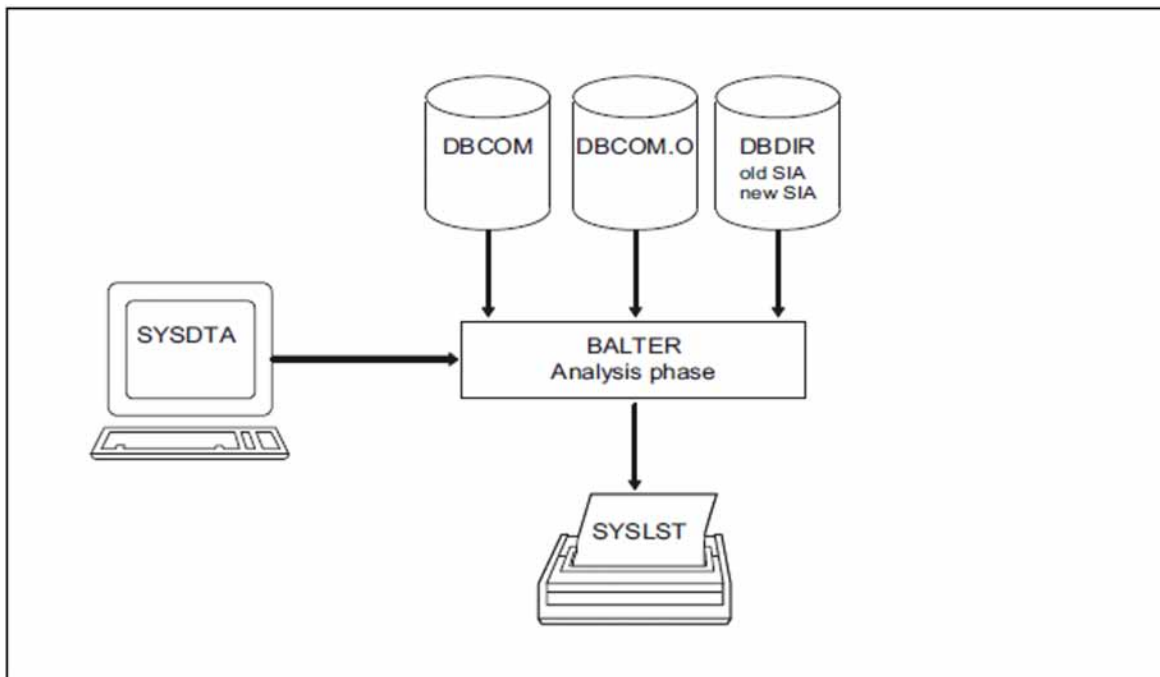 DBCOM
DBCOM.O
DBDIR
old SIA
new SIA
SYSDTA
BALTER
Analysis phase
SYSLST